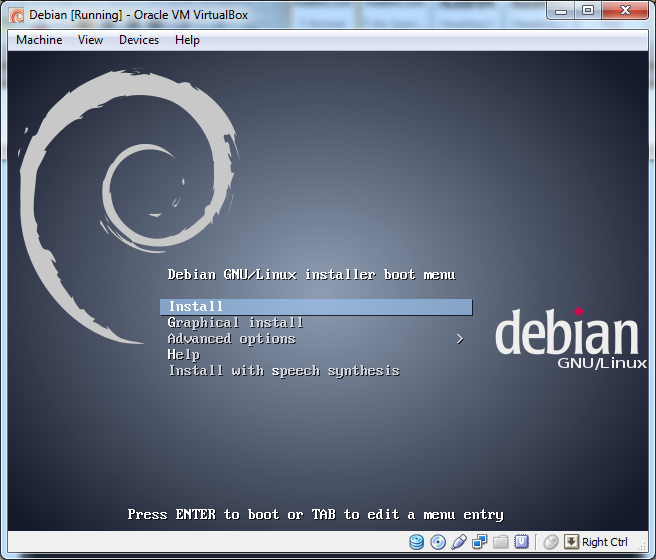 Debian [Running] - Oracle VM VirtualBox
Machine View Devices Help
Debian GNU/Linux installer boot menu
Install
Graphical install
Advanced options >
Help
Install with speech synthesis
debian
GNU/Linux
Press ENTER to boot or TAB to edit a menu entry
Right Ctrl